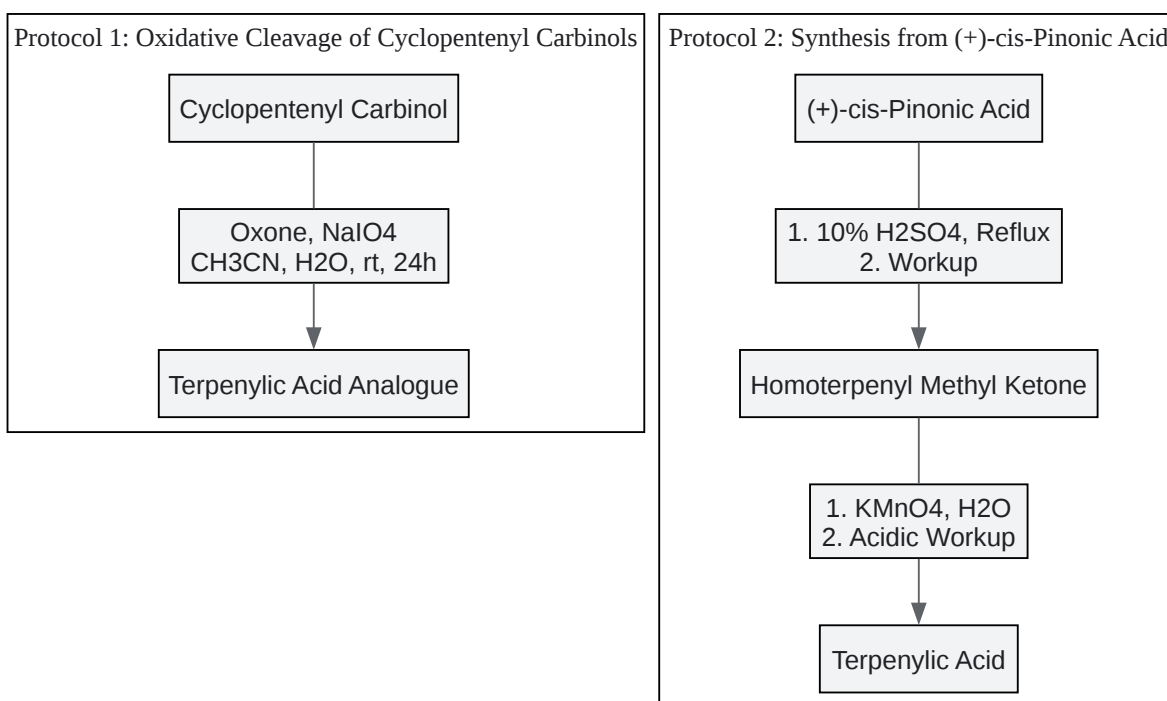 Protocol 1: Oxidative Cleavage of Cyclopentenyl Carbinols
Cyclopentenyl Carbinol
Oxone, NaIO4
CH3CN, H2O, rt, 24h
Terpenylic Acid Analogue
Protocol 2: Synthesis from (+)-cis-Pinonic Acid
(+)-cis-Pinonic Acid
1. 10% H2SO4, Reflux
2. Workup
Homoterpenyl Methyl Ketone
1. KMnO4, H2O
2. Acidic Workup
Terpenylic Acid